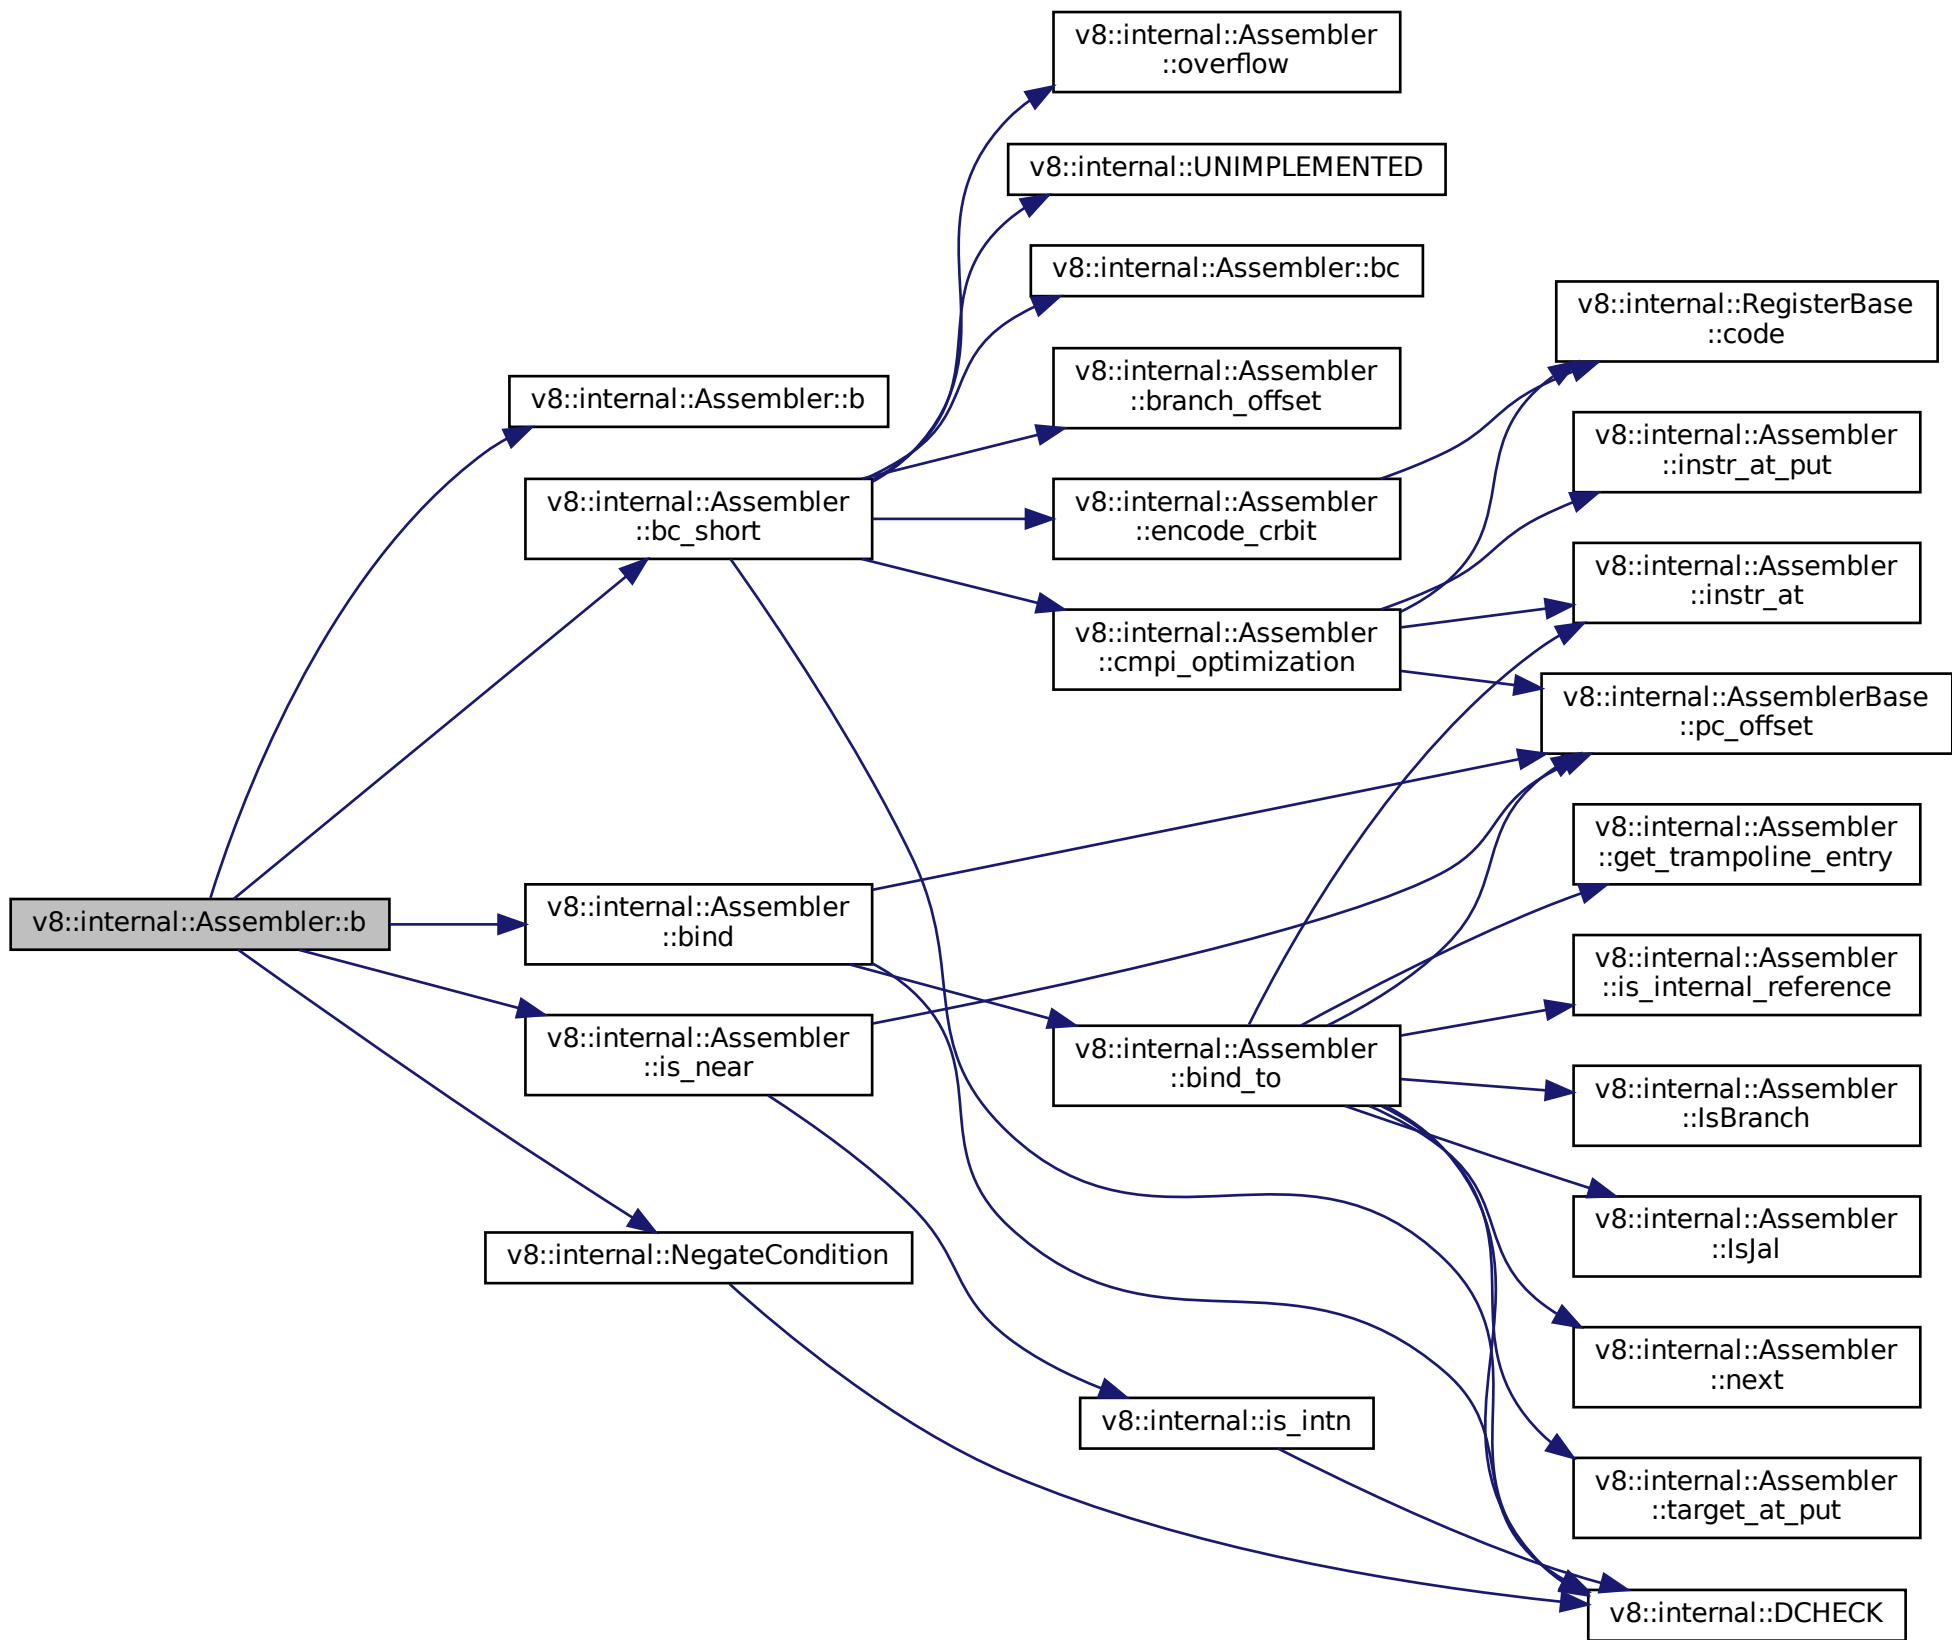 v8::internal::Assembler
::overflow
v8::internal::UNIMPLEMENTED
v8::internal::Assembler::bc
v8::internal::RegisterBase
::code
v8::internal::Assembler
::branch_offset
v8::internal::Assembler::b
v8::internal::Assembler
::instr_at_put
v8::internal::Assembler
::bc_short
v8::internal::Assembler
::encode_crbit
v8::internal::Assembler
::instr_at
v8::internal::Assembler
::cmpi_optimization
v8::internal::AssemblerBase
::pc_offset
v8::internal::Assembler
::get_trampoline_entry
v8::internal::Assembler::b
v8::internal::Assembler
::bind
v8::internal::Assembler
::is_internal_reference
v8::internal::Assembler
::is_near
v8::internal::Assembler
::bind_to
v8::internal::Assembler
::IsBranch
v8::internal::Assembler
::IsJal
v8::internal::NegateCondition
v8::internal::Assembler
::next
v8::internal::is_intn
v8::internal::Assembler
::target_at_put
v8::internal::DCHECK